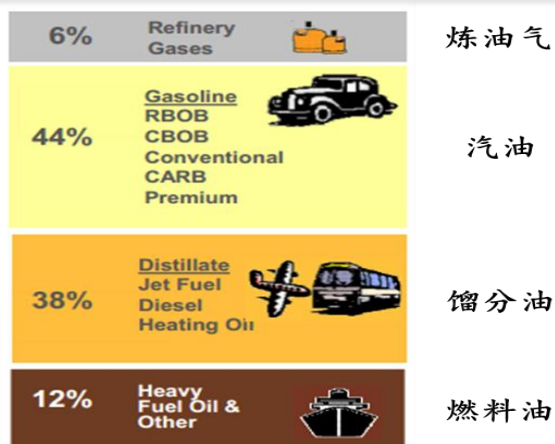 6%
Refinery
Gases
炼油气
44%
Gasoline
RBOB
CBOB
Conventional
CARB
Premium
汽油
38%
Distillate
Jet Fuel
Diesel
Heating Oil
馏分油
12%
Heavy
Fuel Oil &
Other
燃料油